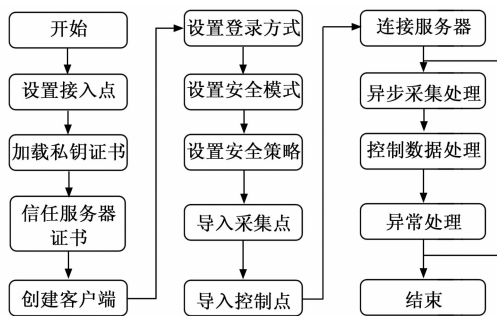 开始
设置接入点
加载私钥证书
信任服务器
证书
创建客户端
设置登录方式
设置安全模式
设置安全策略
导入采集点
导入控制点
连接服务器
异步采集处理
控制数据处理
异常处理
结束